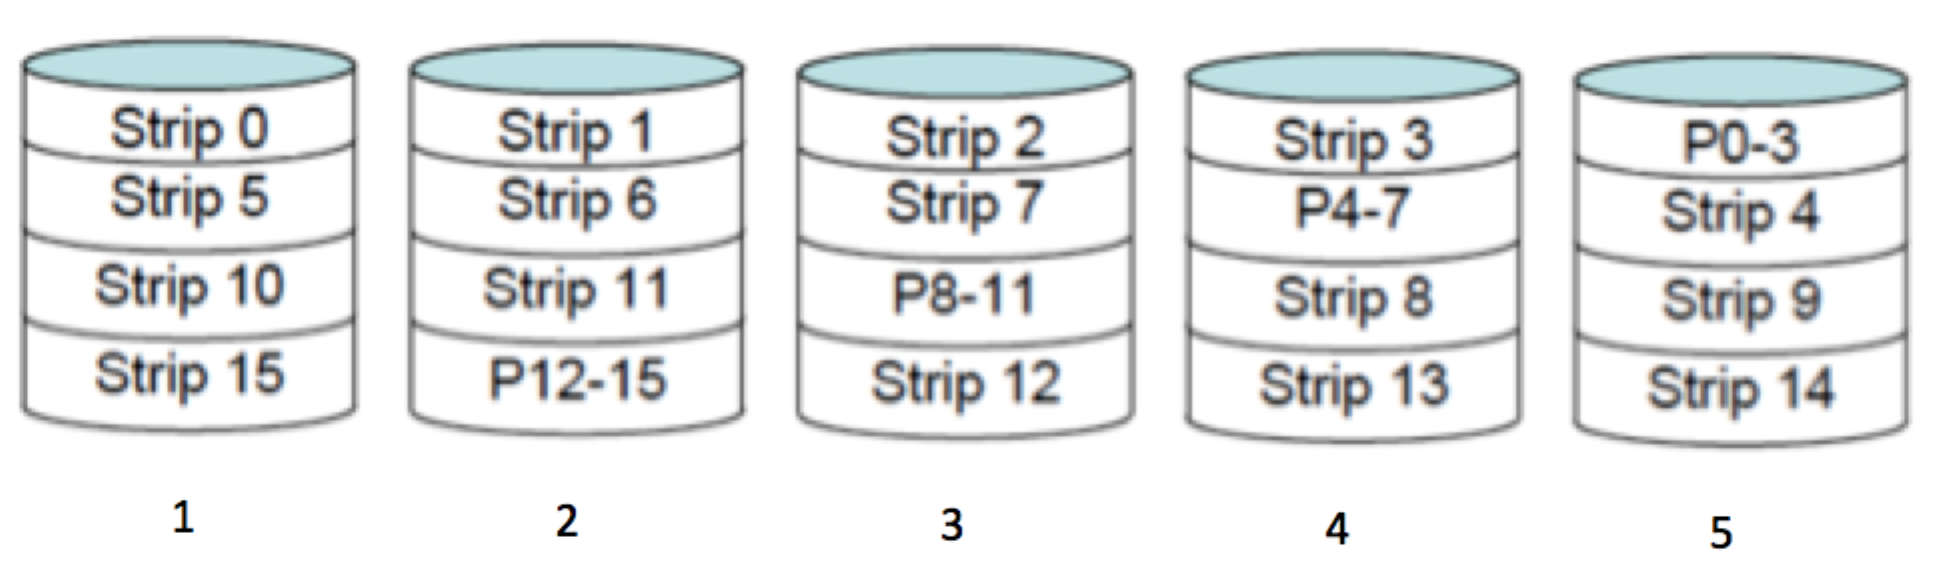 Strip 0
Strip 5
Strip 10
Strip 15
1
Strip 1
Strip 6
Strip 11
P12-15
2
Strip 2
Strip 7
P8-11
Strip 12
3
Strip 3
P4-7
Strip 8
Strip 13
4
P0-3
Strip 4
Strip 9
Strip 14
5